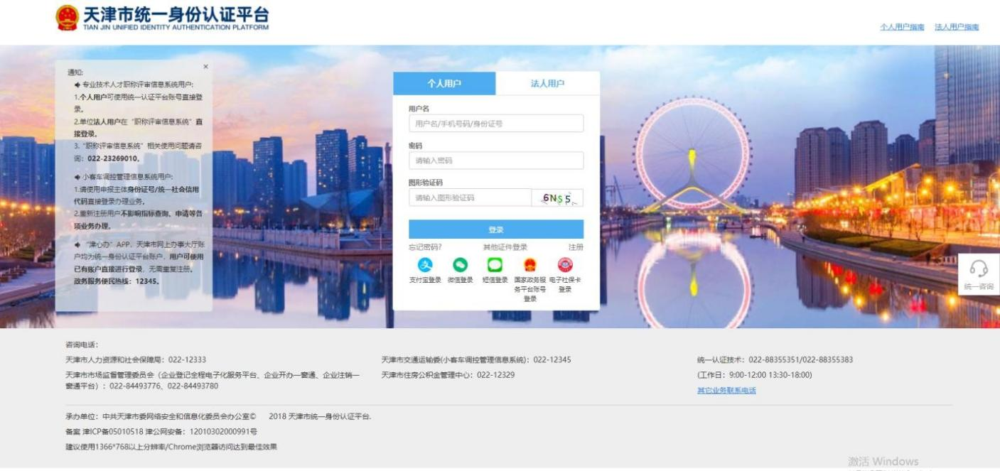 天津市统一身份认证平台
TIAN JIN UNIFIED IDENTITY AUTHENTICATION PLATFORM
个人用户指南 法人用户指南
×
通知:
专业技术人才职称评审信息系统用户:
1.个人用户可使用统一认证平台账号直接登
录。
2.单位法人用户在“职称评审信息系统”直
接登录。
3.“职称评审信息系统”相关使用问题请咨
询：022-23269010。
小客车调控管理信息系统用户:
1.请使用申报主体身份证号/统一社会信用
代码直接登录办理业务。
2.重新注册用户不影响指标查询、申请等各
项业务办理。
“津心办”APP、天津市网上办事大厅账
户均为统一身份认证平台账户，用户可使用
已有账户直接进行登录，无需重复注册。
政务服务便民热线：12345。
个人用户 法人用户
用户名
用户名/手机号码/身份证号
密码
请输入密码
图形验证码
请输入图形验证码 6NS5
登录
忘记密码? 其他证件登录 注册
支付宝登录 微信登录 短信登录 国家政务服 电子社保卡
务平台账号 登录
登录
统一咨询
咨询电话：
天津市人力资源和社会保障局：022-12333
天津市市场监督管理委员会（企业登记全程电子化服务平台、企业开办一窗通、企业注销一
窗通平台）：022-84493776、022-84493780
天津市交通运输委(小客车调控管理信息系统)：022-12345
天津市住房公积金管理中心：022-12329
统一认证技术：022-88355351/022-88355383
(工作日：9:00-12:00 13:30-18:00)
其它业务联系电话
承办单位：中共天津市委网络安全和信息化委员会办公室© 2018 天津市统一身份认证平台.
备案 津ICP备05010518 津公网安备：12010302000991号
建议使用1366*768以上分辨率/Chrome浏览器访问达到最佳效果
激活 Windows